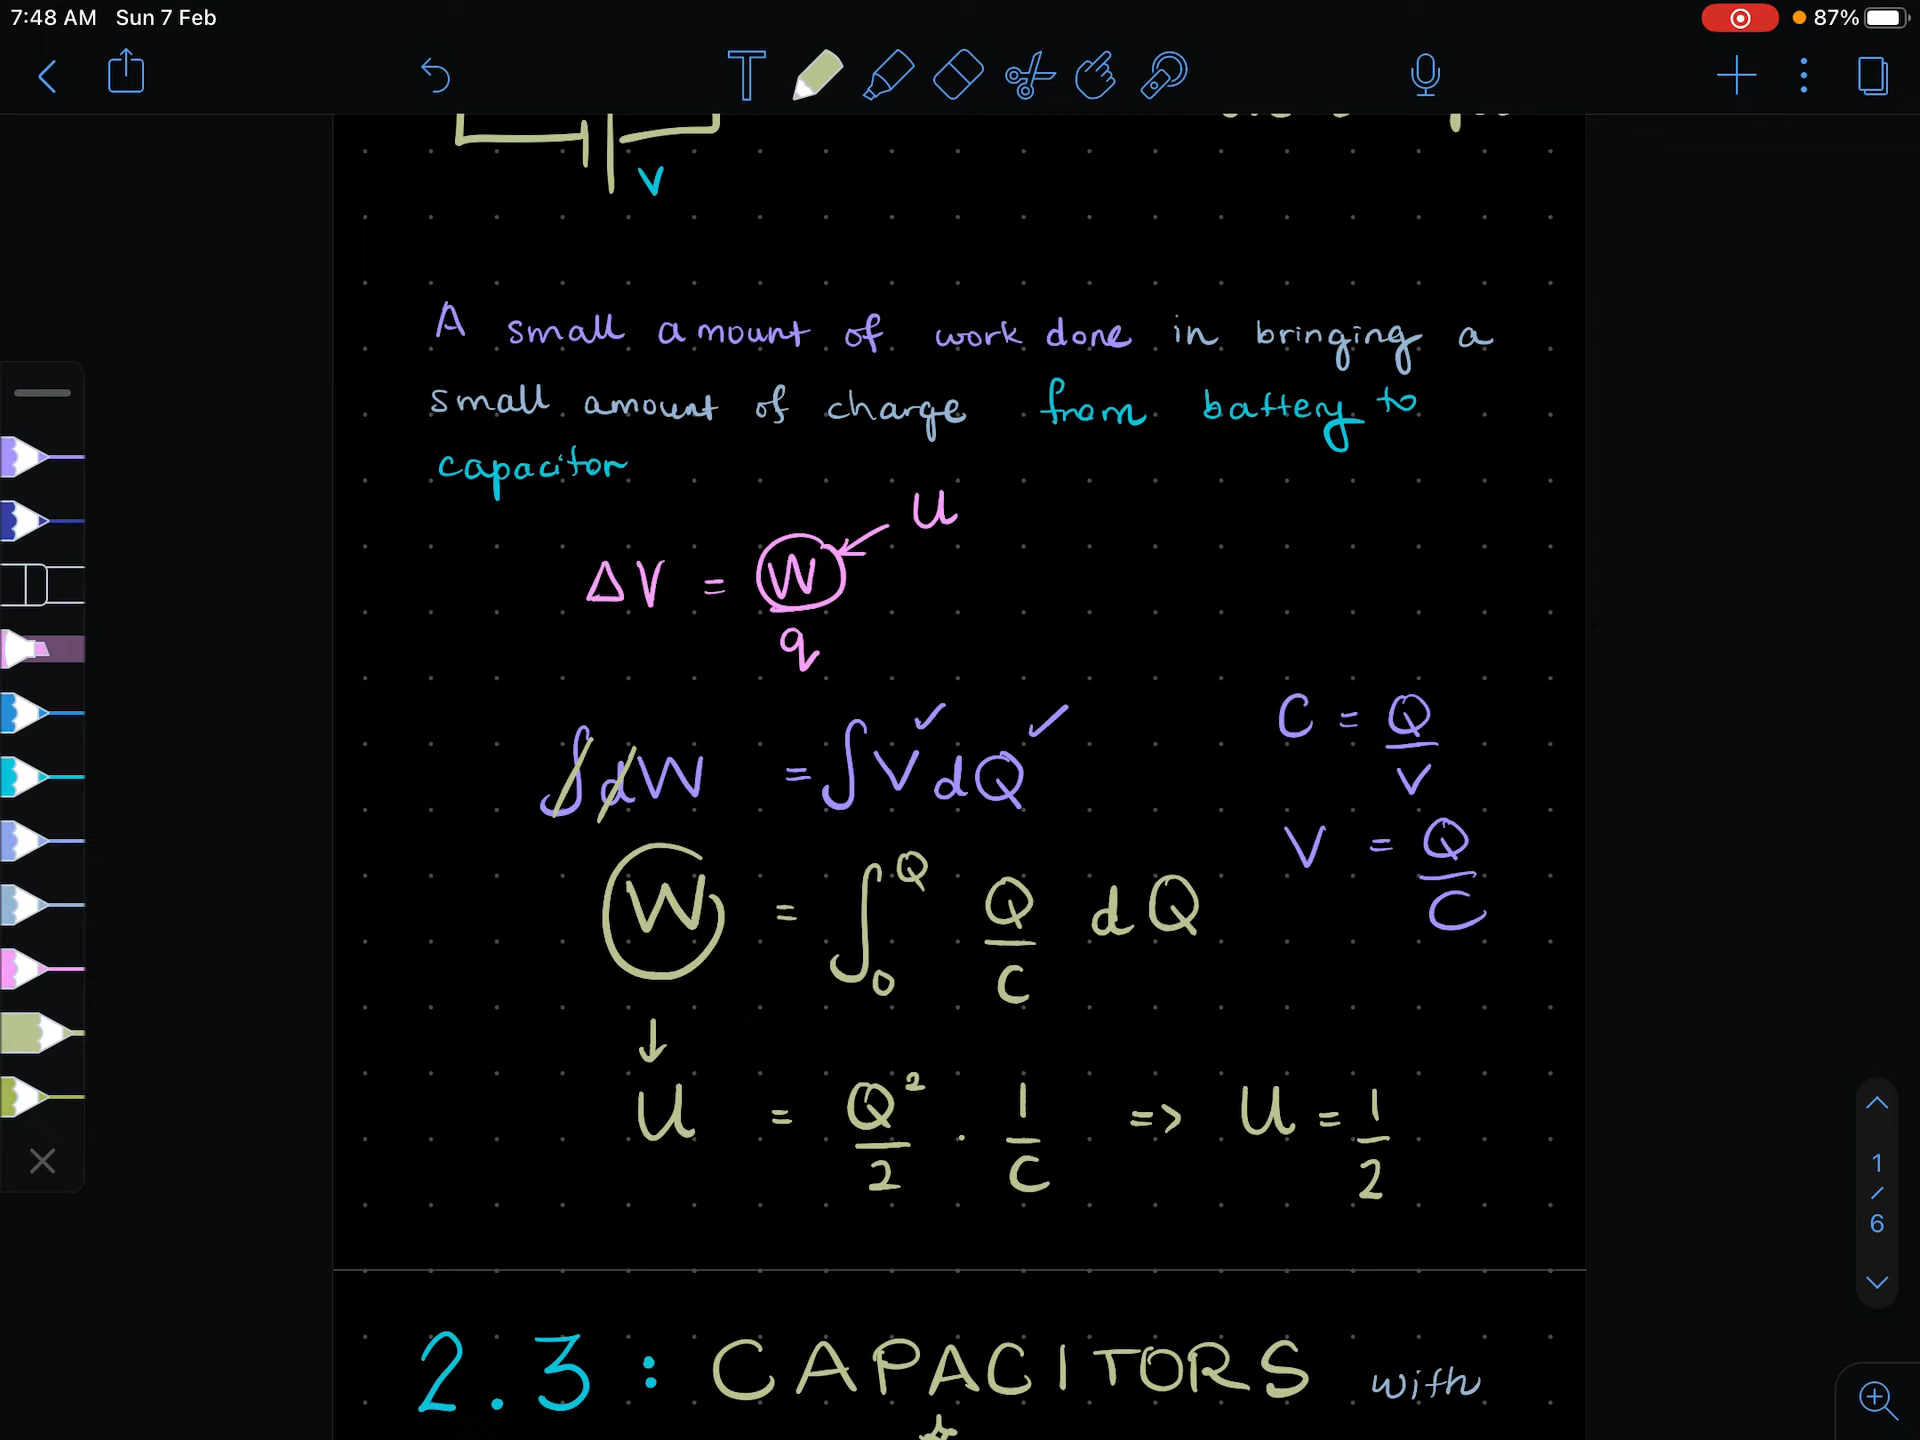 7:48 AM Sun 7 Feb
87%
T
V
A small amount of work done in bringing a
small amount of charge from battery to
capacitor
U
ΔV = W/q
∫dW = ∫V dQ
C = Q/V
V = Q/C
W = ∫₀^Q Q/C dQ
↓
U = Q²/2 · 1/C => U = 1/2
1
/
6
2.3 : CAPACITORS with